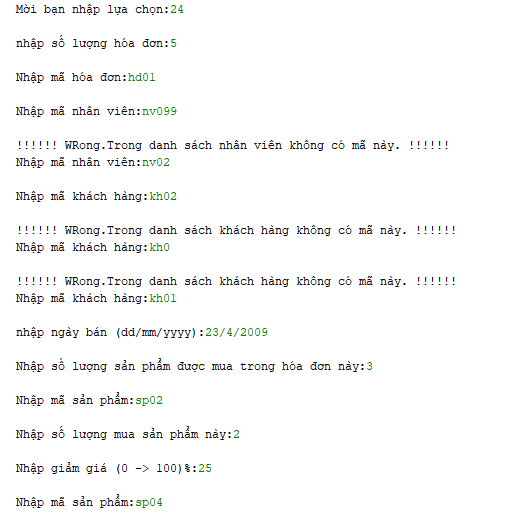 Mời bạn nhập lựa chọn:24
nhập số lượng hóa đơn:5
Nhập mã hóa đơn:hd01
Nhập mã nhân viên:nv099
!!!!!! WRong.Trong danh sách nhân viên không có mã này. !!!!!!
Nhập mã nhân viên:nv02
Nhập mã khách hàng:kh02
!!!!!! WRong.Trong danh sách khách hàng không có mã này. !!!!!!
Nhập mã khách hàng:kh0
!!!!!! WRong.Trong danh sách khách hàng không có mã này. !!!!!!
Nhập mã khách hàng:kh01
nhập ngày bán (dd/mm/yyyy):23/4/2009
Nhập số lượng sản phẩm được mua trong hóa đơn này:3
Nhập mã sản phẩm:sp02
Nhập số lượng mua sản phẩm này:2
Nhập giảm giá (0 -> 100)%:25
Nhập mã sản phẩm:sp04